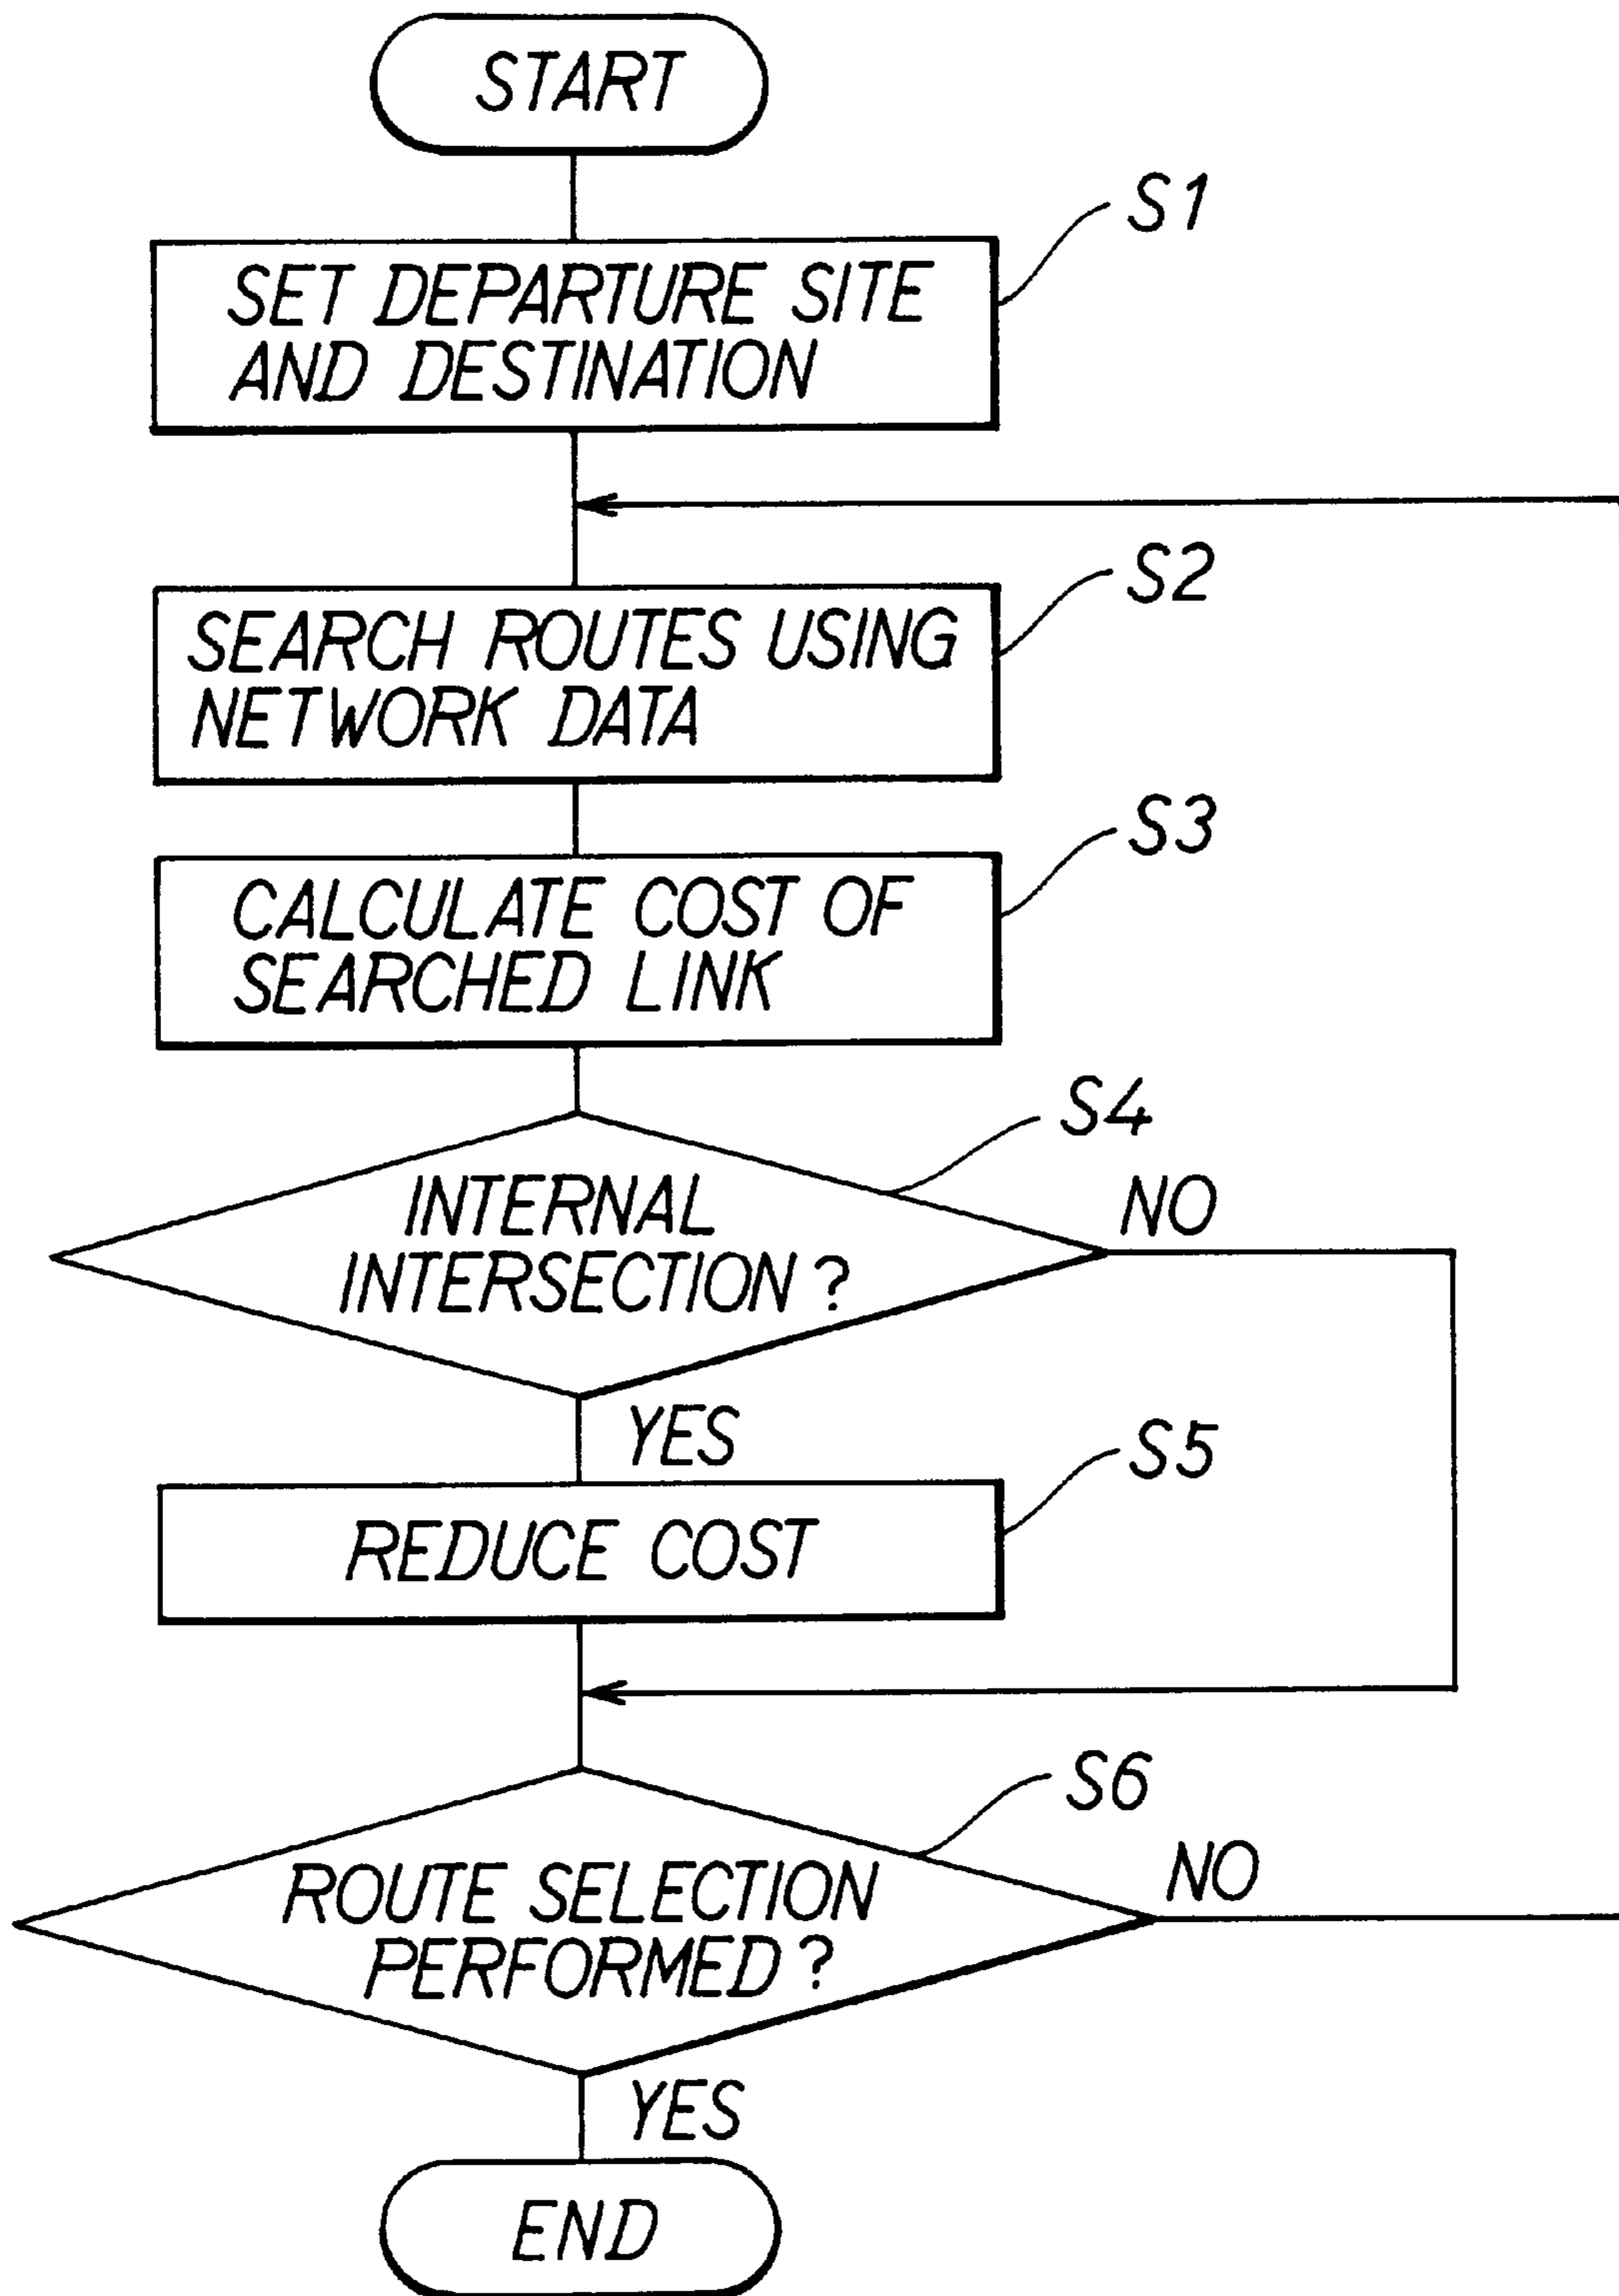 START
S1
SET DEPARTURE SITE
AND DESTINATION
S2
SEARCH ROUTES USING
NETWORK DATA
S3
CALCULATE COST OF
SEARCHED LINK
S4
NO
INTERNAL
INTERSECTION?
YES
S5
REDUCE COST
S6
NO
ROUTE SELECTION
PERFORMED?
YES
END